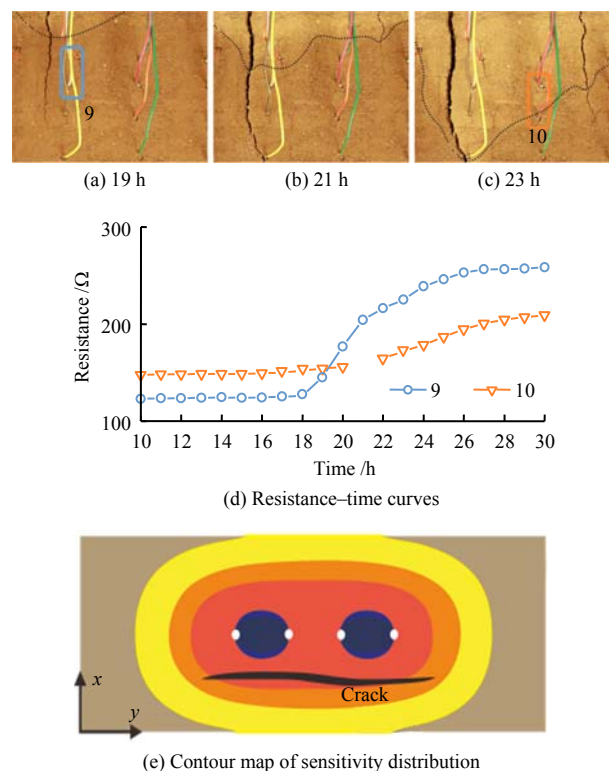 9
10
(a) 19 h (b) 21 h (c) 23 h
300
200
100
Resistance /Ω
9 10
10 12 14 16 18 20 22 24 26 28 30
Time /h
(d) Resistance–time curves
x
y
Crack
(e) Contour map of sensitivity distribution